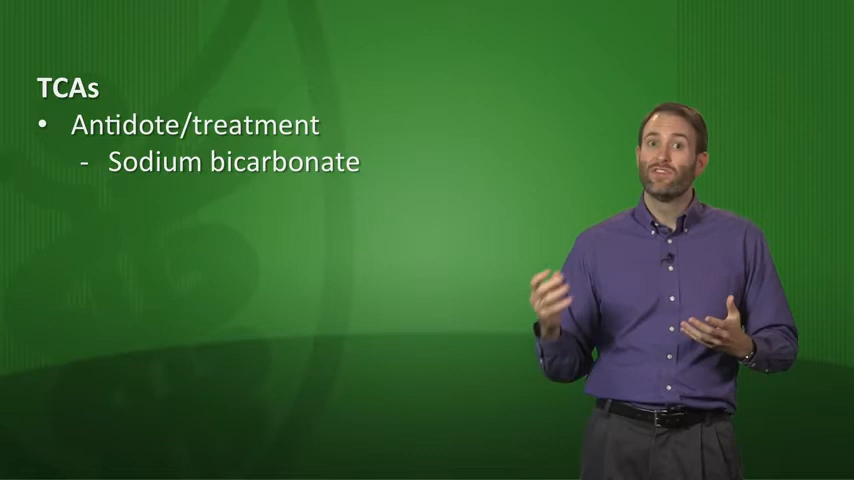 TCAs
• Antidote/treatment
- Sodium bicarbonate